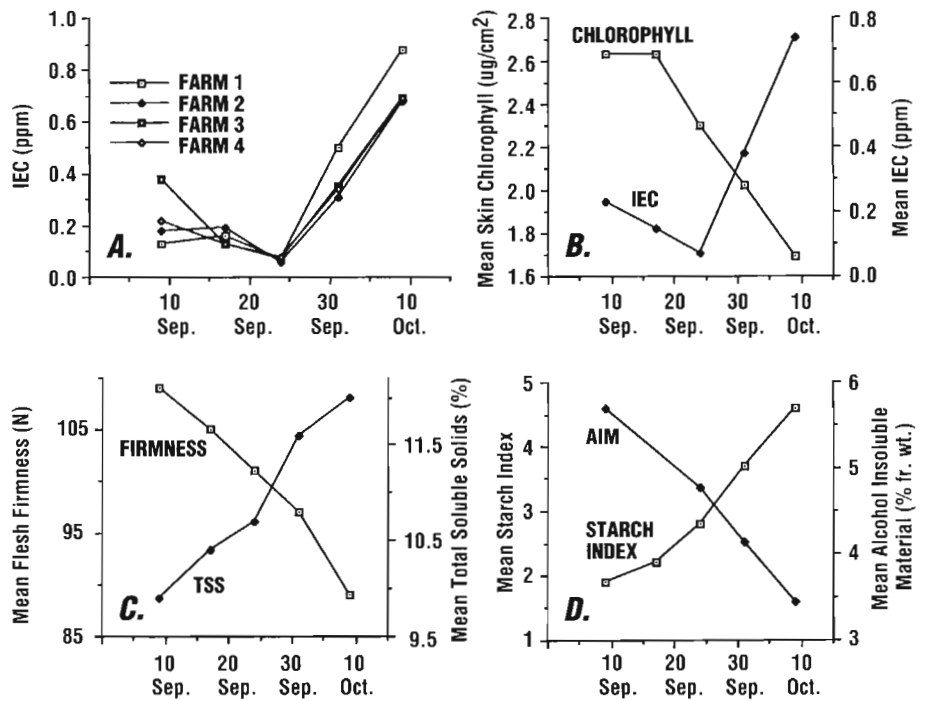 1.0
0.8
0.6
0.4
0.2
0.0
IEC (ppm)
FARM 1
FARM 2
FARM 3
FARM 4
A.
10 20 30 10
Sep. Sep. Sep. Oct.
2.8
2.6
2.4
2.2
2.0
1.8
1.6
Mean Skin Chlorophyll (ug/cm²)
CHLOROPHYLL
IEC
B.
0.8
0.6
0.4
0.2
0.0
Mean IEC (ppm)
10 20 30 10
Sep. Sep. Sep. Oct.
105
95
85
Mean Flesh Firmness (N)
FIRMNESS
TSS
C.
11.5
10.5
9.5
Mean Total Soluble Solids (%)
10 20 30 10
Sep. Sep. Sep. Oct.
5
4
3
2
1
Mean Starch Index
AIM
STARCH
INDEX
D.
6
5
4
3
Mean Alcohol Insoluble
Material (% fr. wt.)
10 20 30 10
Sep. Sep. Sep. Oct.